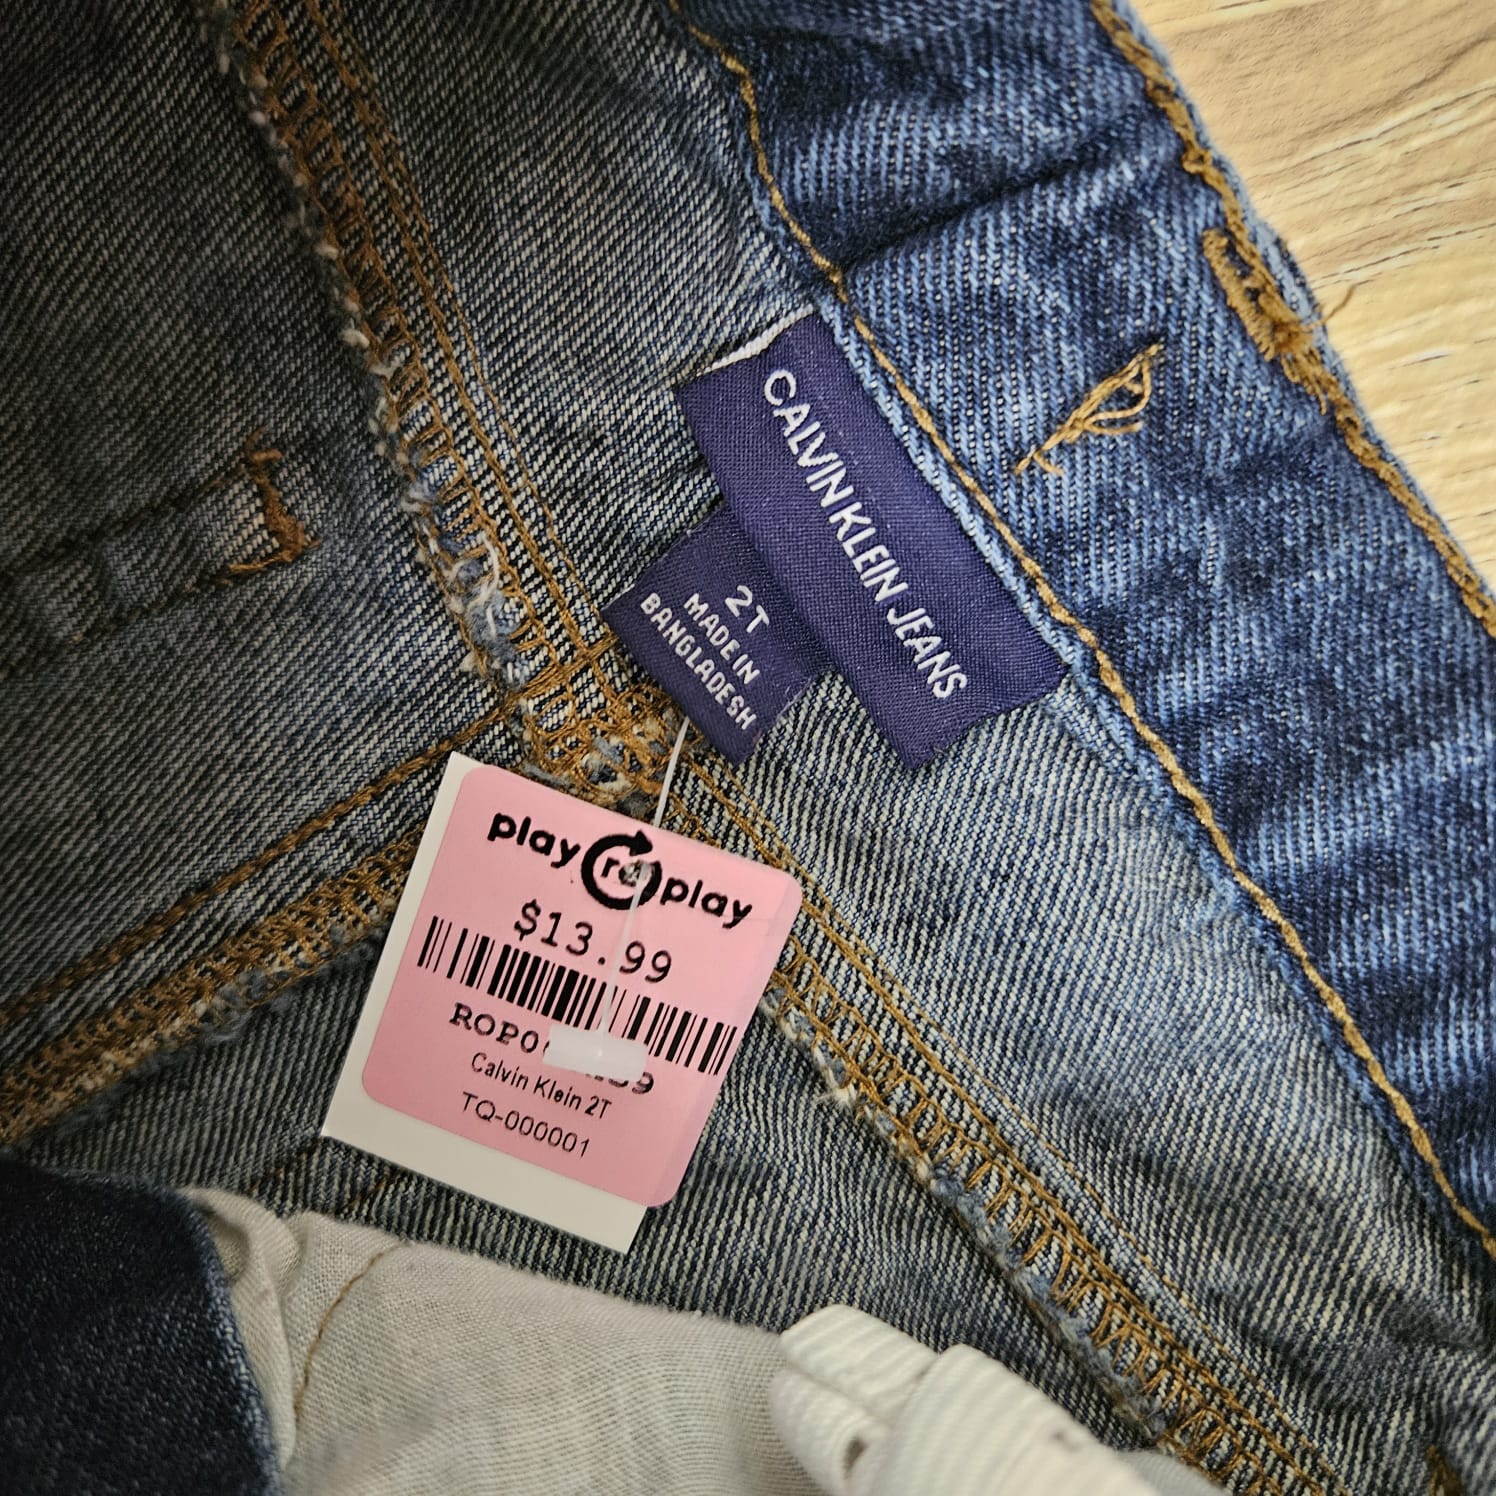 CALVIN KLEIN JEANS
2T
MADE IN
BANGLADESH
play re play
$13.99
Calvin Klein 2T
TQ-000001